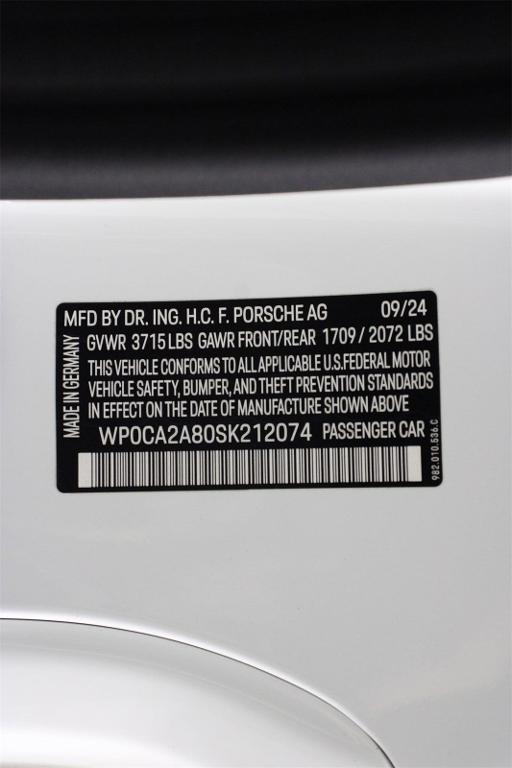 MFD BY DR. ING. H.C. F. PORSCHE AG 09/24
GVWR 3715 LBS GAWR FRONT/REAR 1709 / 2072 LBS
THIS VEHICLE CONFORMS TO ALL APPLICABLE U.S.FEDERAL MOTOR
VEHICLE SAFETY, BUMPER, AND THEFT PREVENTION STANDARDS
IN EFFECT ON THE DATE OF MANUFACTURE SHOWN ABOVE
WP0CA2A80SK212074 PASSENGER CAR
MADE IN GERMANY
982.010.536.C